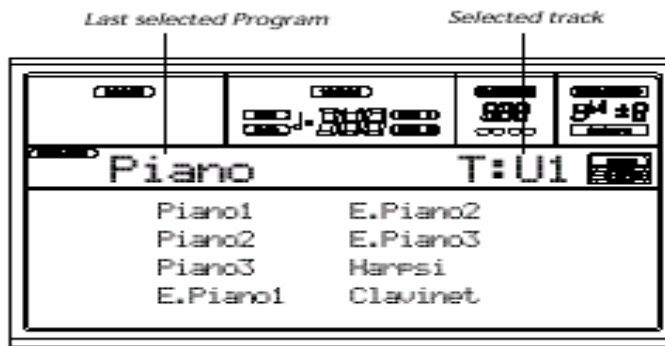 Last selected Program Selected track
Piano T:U1
Piano1 E.Piano2
Piano2 E.Piano3
Piano3 Harpsi
E.Piano1 Clavinet